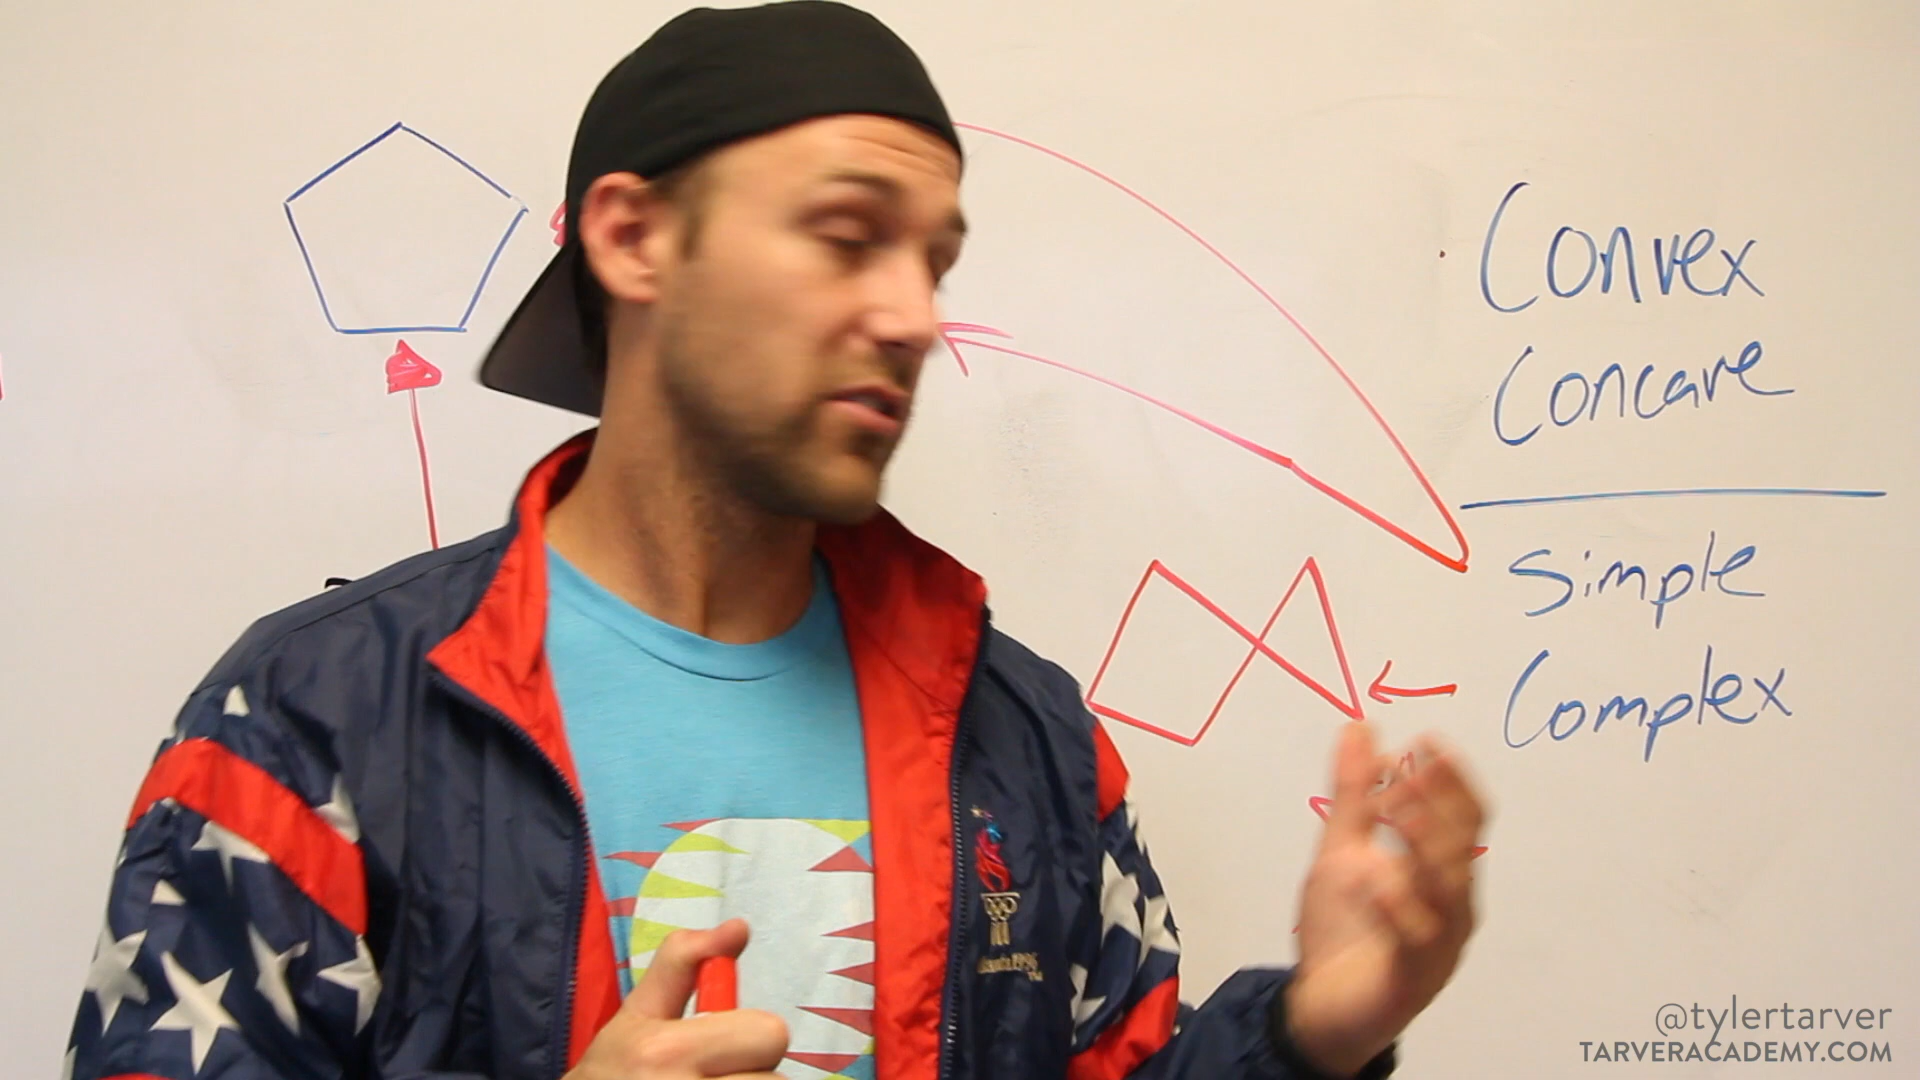 Convex
Concave
Simple
Complex
@tylertarver
TARVERACADEMY.COM